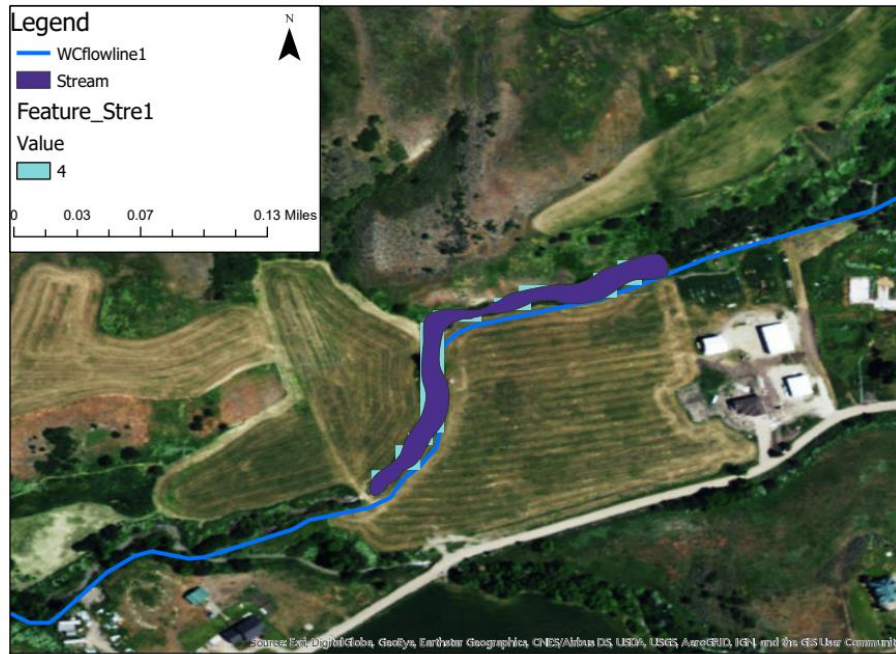 Legend
N
WCflowline1
Stream
Feature_Stre1
Value
4
0 0.03 0.07 0.13 Miles
Source: Esri, DigitalGlobe, GeoEye, Earthstar Geographics, CNES/Airbus DS, USDA, USGS, AeroGRID, IGN, and the GIS User Communit